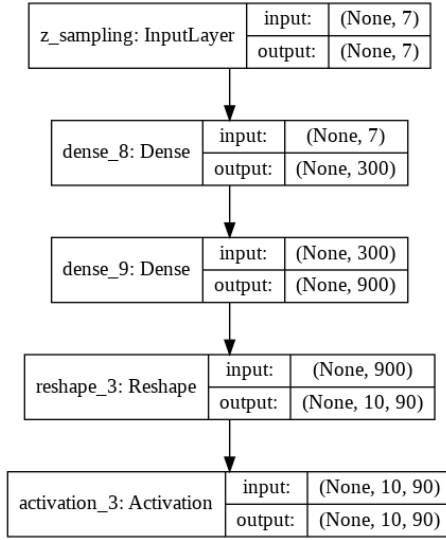 z_sampling: InputLayer
input: (None, 7)
output: (None, 7)
dense_8: Dense
input: (None, 7)
output: (None, 300)
dense_9: Dense
input: (None, 300)
output: (None, 900)
reshape_3: Reshape
input: (None, 900)
output: (None, 10, 90)
activation_3: Activation
input: (None, 10, 90)
output: (None, 10, 90)